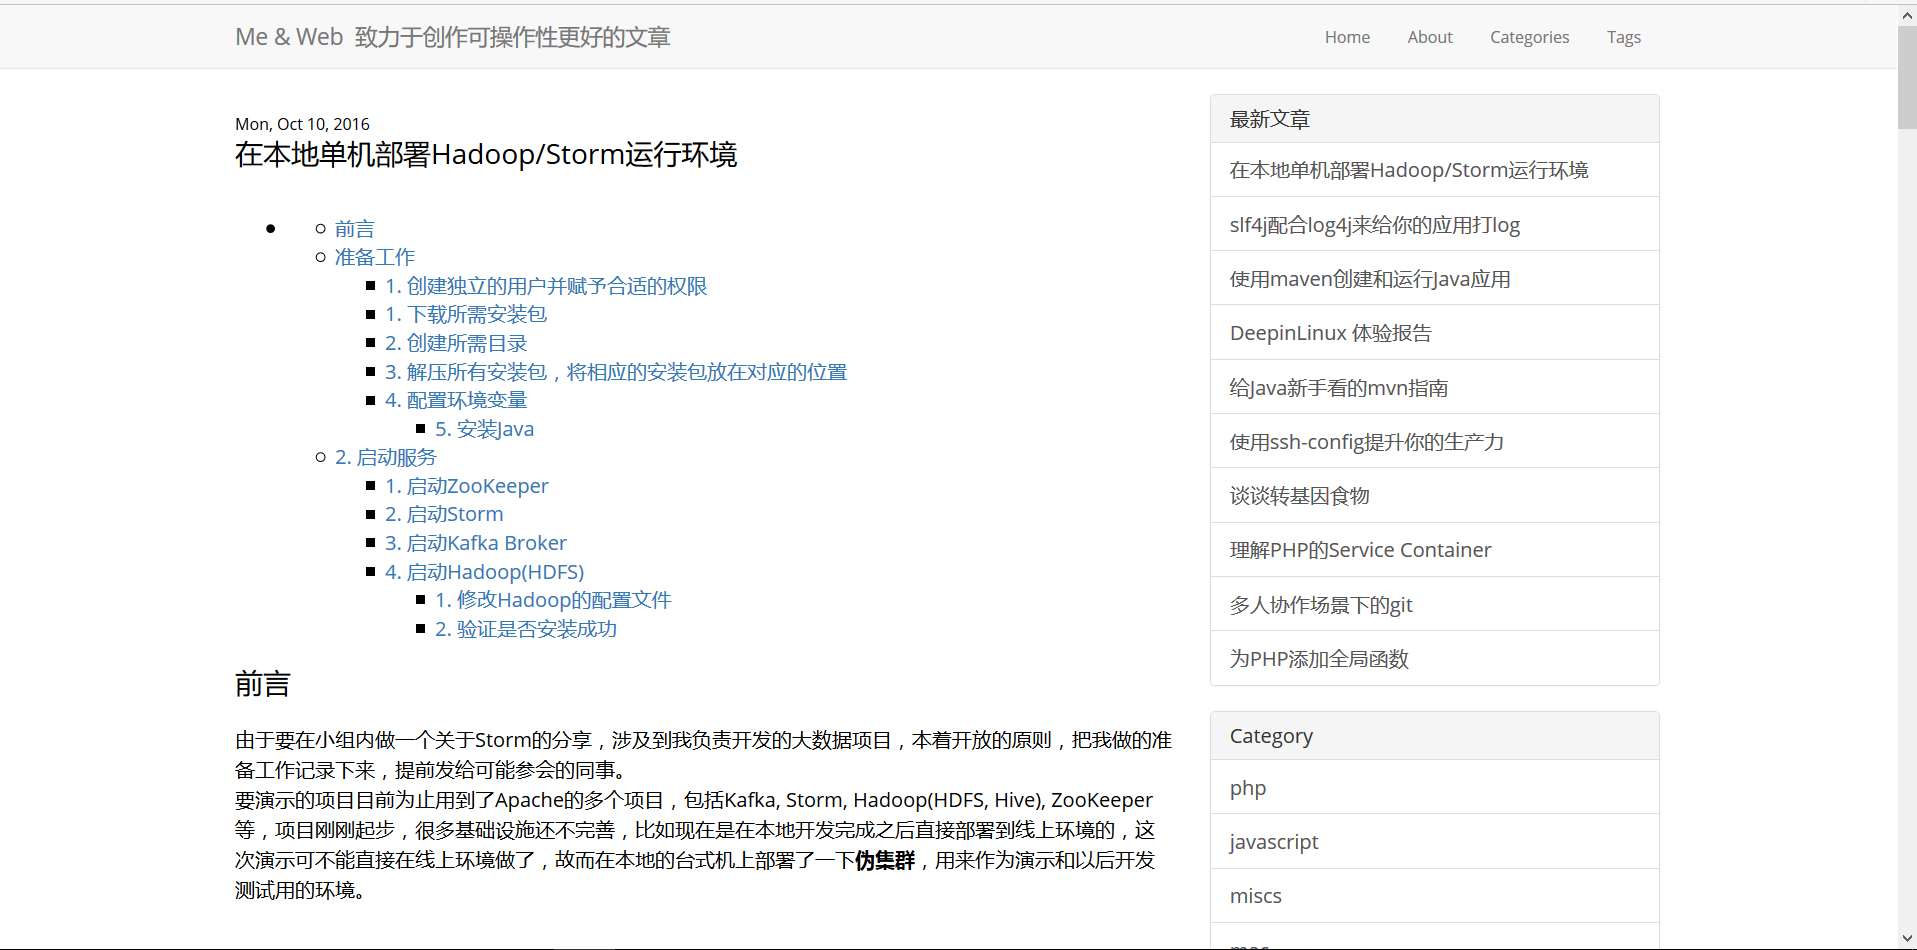 Me & Web 致力于创作可操作性更好的文章
Home About Categories Tags
Mon, Oct 10, 2016
在本地单机部署Hadoop/Storm运行环境
前言
准备工作
1. 创建独立的用户并赋予合适的权限
1. 下载所需安装包
2. 创建所需目录
3. 解压所有安装包，将相应的安装包放在对应的位置
4. 配置环境变量
5. 安装Java
2. 启动服务
1. 启动ZooKeeper
2. 启动Storm
3. 启动Kafka Broker
4. 启动Hadoop(HDFS)
1. 修改Hadoop的配置文件
2. 验证是否安装成功
前言
由于要在小组内做一个关于Storm的分享，涉及到我负责开发的大数据项目，本着开放的原则，把我做的准
备工作记录下来，提前发给可能参会的同事。
要演示的项目目前为止用到了Apache的多个项目，包括Kafka, Storm, Hadoop(HDFS, Hive), ZooKeeper
等，项目刚刚起步，很多基础设施还不完善，比如现在是在本地开发完成之后直接部署到线上环境的，这
次演示可不能直接在线上环境做了，故而在本地的台式机上部署了一下伪集群，用来作为演示和以后开发
测试用的环境。
最新文章
在本地单机部署Hadoop/Storm运行环境
slf4j配合log4j来给你的应用打log
使用maven创建和运行Java应用
DeepinLinux 体验报告
给Java新手看的mvn指南
使用ssh-config提升你的生产力
谈谈转基因食物
理解PHP的Service Container
多人协作场景下的git
为PHP添加全局函数
Category
php
javascript
miscs